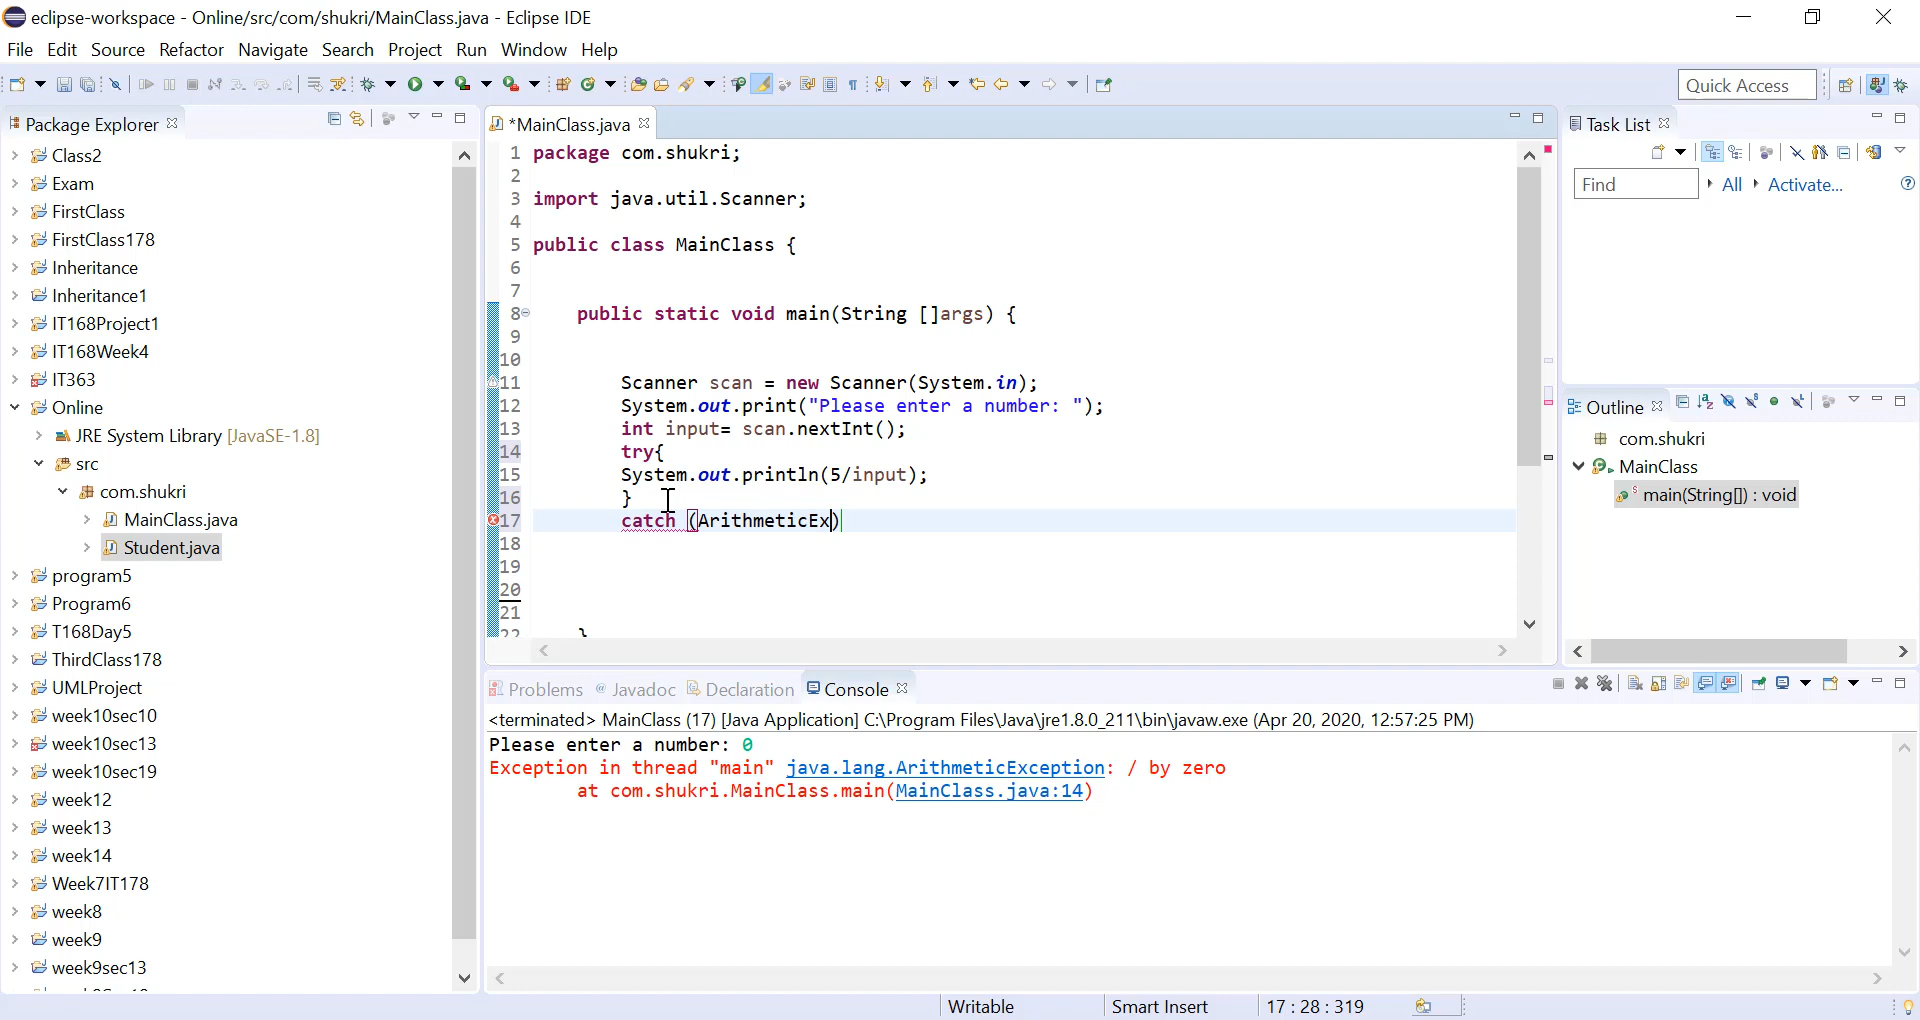 eclipse-workspace - Online/src/com/shukri/MainClass.java - Eclipse IDE
File Edit Source Refactor Navigate Search Project Run Window Help
Quick Access
Package Explorer
Class2
Exam
FirstClass
FirstClass178
Inheritance
Inheritance1
IT168Project1
IT168Week4
IT363
Online
JRE System Library [JavaSE-1.8]
src
com.shukri
MainClass.java
Student.java
program5
Program6
T168Day5
ThirdClass178
UMLProject
week10sec10
week10sec13
week10sec19
week12
week13
week14
Week7IT178
week8
week9
week9sec13
*MainClass.java
1 package com.shukri;
2
3 import java.util.Scanner;
4
5 public class MainClass {
6
7
8 public static void main(String []args) {
9
10
11 Scanner scan = new Scanner(System.in);
12 System.out.print("Please enter a number: ");
13 int input= scan.nextInt();
14 try{
15 System.out.println(5/input);
16 }
17 catch (ArithmeticEx)
18
19
20
21
22 }
Task List
Find All Activate...
Outline
com.shukri
MainClass
main(String[]) : void
Problems @ Javadoc Declaration Console
<terminated> MainClass (17) [Java Application] C:\Program Files\Java\jre1.8.0_211\bin\javaw.exe (Apr 20, 2020, 12:57:25 PM)
Please enter a number: 0
Exception in thread "main" java.lang.ArithmeticException: / by zero
at com.shukri.MainClass.main(MainClass.java:14)
Writable Smart Insert 17 : 28 : 319